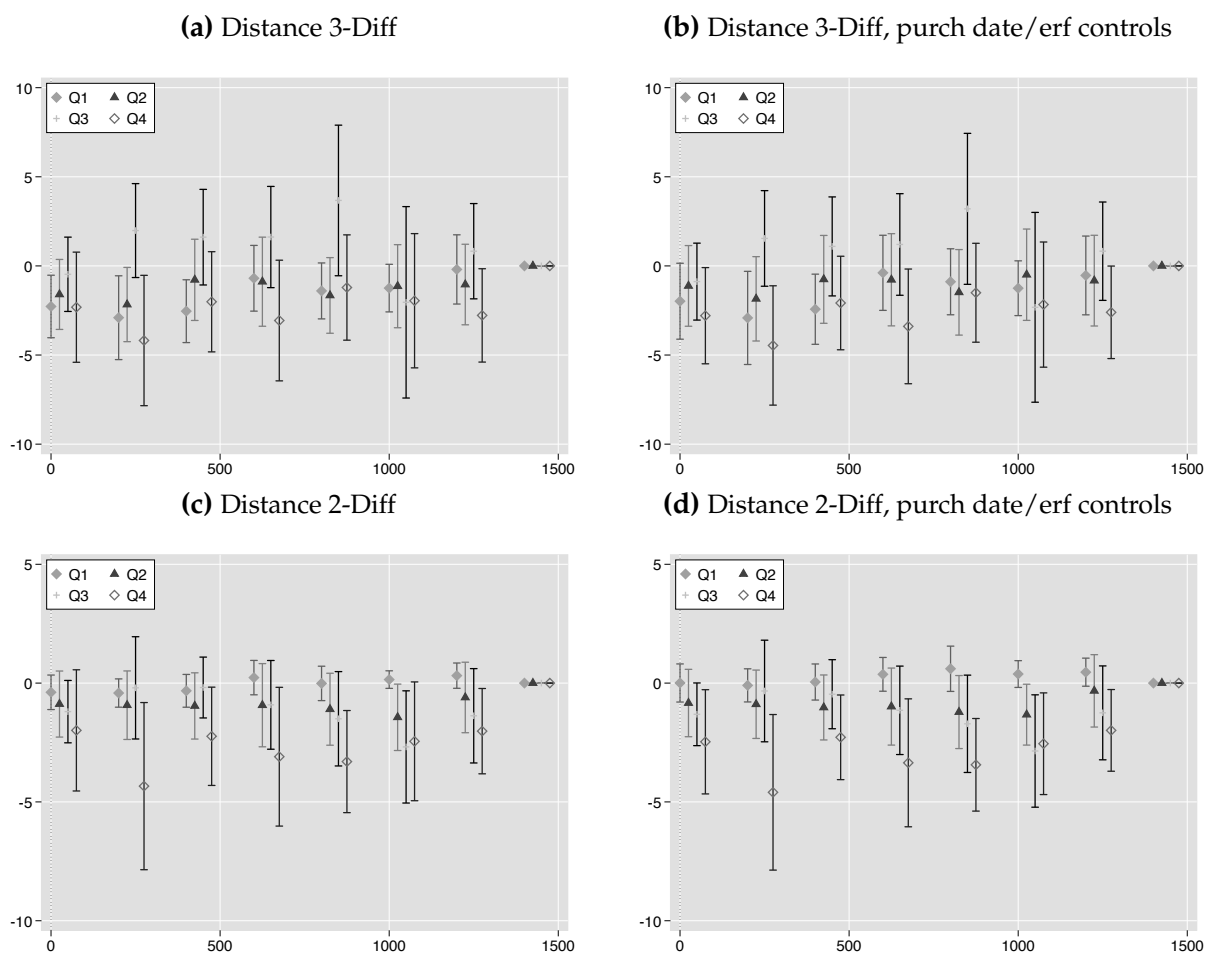 (a) Distance 3-Diff
10
5
0
-5
-10
0 500 1000 1500
Q1 Q2
Q3 Q4
(b) Distance 3-Diff, purch date/erf controls
10
5
0
-5
-10
0 500 1000 1500
Q1 Q2
Q3 Q4
(c) Distance 2-Diff
5
0
-5
-10
0 500 1000 1500
Q1 Q2
Q3 Q4
(d) Distance 2-Diff, purch date/erf controls
5
0
-5
-10
0 500 1000 1500
Q1 Q2
Q3 Q4